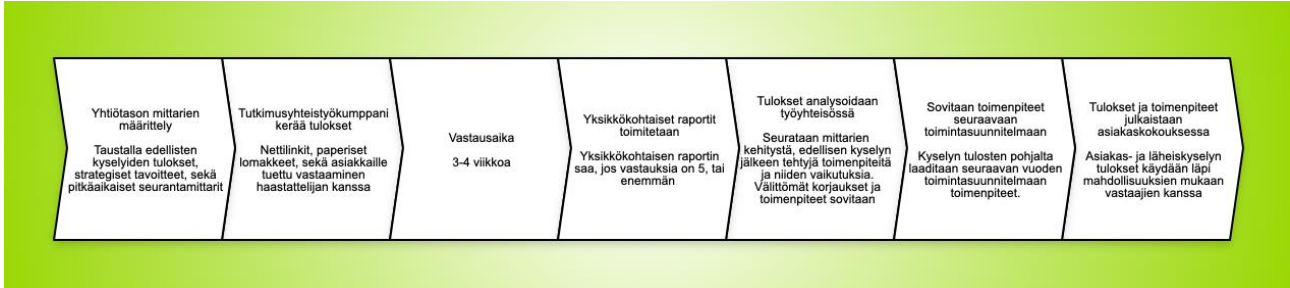 Yhtiötason mittarien
määrittely
Taustalla edellisten
kyselyiden tulokset,
strategiset tavoitteet, sekä
pitkäaikaiset seurantamittarit
Tutkimusyhteistyökumppani
kerää tulokset
Nettilinkit, paperiset
lomakkeet, sekä asiakkaille
tuettu vastaaminen
haastattelijan kanssa
Vastausaika
3-4 viikkoa
Yksikkökohtaiset raportit
toimitetaan
Yksikkökohtaisen raportin
saa, jos vastauksia on 5, tai
enemmän
Tulokset analysoidaan
työyhteisössä
Seurataan mittarien
kehitystä, edellisen kyselyn
jälkeen tehtyjä toimenpiteitä
ja niiden vaikutuksia.
Välittömät korjaukset ja
toimenpiteet sovitaan
Sovitaan toimenpiteet
seuraavaan
toimintasuunnitelmaan
Kyselyn tulosten pohjalta
laaditaan seuraavan vuoden
toimintasuunnitelmaan
toimenpiteet.
Tulokset ja toimenpiteet
julkaistaan
asiakaskokouksessa
Asiakas- ja läheiskyselyn
tulokset käydään läpi
mahdollisuuksien mukaan
vastaajien kanssa